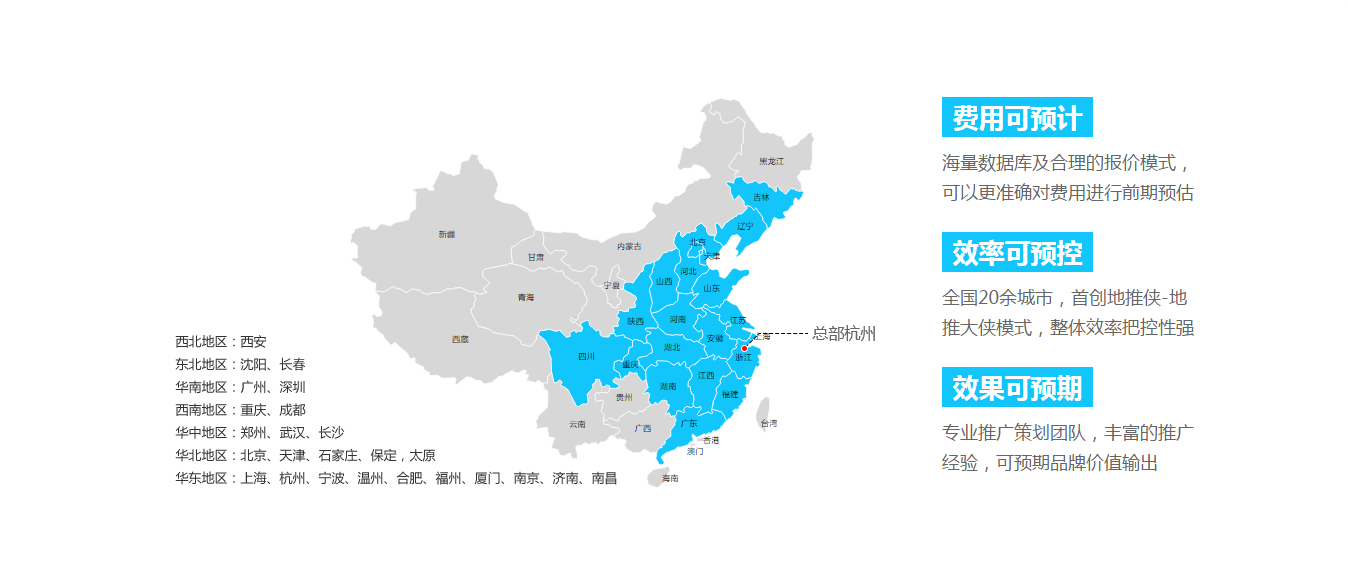 黑龙江
吉林
辽宁
新疆
内蒙古
甘肃
北京
天津
宁夏
青海
山西
河北
山东
西藏
陕西
河南
江苏
安徽
上海
总部杭州
四川
重庆
湖北
浙江
湖南
江西
福建
贵州
云南
广西
广东
台湾
香港
澳门
海南
西北地区：西安
东北地区：沈阳、长春
华南地区：广州、深圳
西南地区：重庆、成都
华中地区：郑州、武汉、长沙
华北地区：北京、天津、石家庄、保定，太原
华东地区：上海、杭州、宁波、温州、合肥、福州、厦门、南京、济南、南昌
费用可预计
海量数据库及合理的报价模式，
可以更准确对费用进行前期预估
效率可预控
全国20余城市，首创地推侠-地
推大侠模式，整体效率把控性强
效果可预期
专业推广策划团队，丰富的推广
经验，可预期品牌价值输出